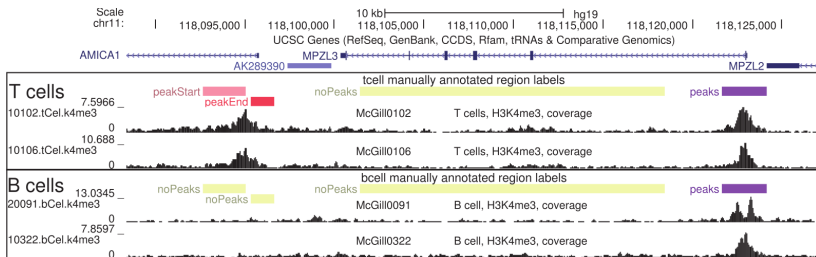 Scale 10 kb hg19
chr11: 118,095,000 118,100,000 118,105,000 118,110,000 118,115,000 118,120,000 118,125,000
UCSC Genes (RefSeq, GenBank, CCDS, Rfam, tRNAs & Comparative Genomics)
AMICA1 MPZL3
AK289390 MPZL2
tcell manually annotated region labels
T cells peakStart noPeaks peaks
7.5966 peakEnd
10102.tCel.k4me3 McGill0102 T cells, H3K4me3, coverage
0
10.688
10106.tCel.k4me3 McGill0106 T cells, H3K4me3, coverage
0
bcell manually annotated region labels
B cells noPeaks noPeaks peaks
13.0345 noPeaks
20091.bCel.k4me3 McGill0091 B cell, H3K4me3, coverage
0
7.8597
10322.bCel.k4me3 McGill0322 B cell, H3K4me3, coverage
0